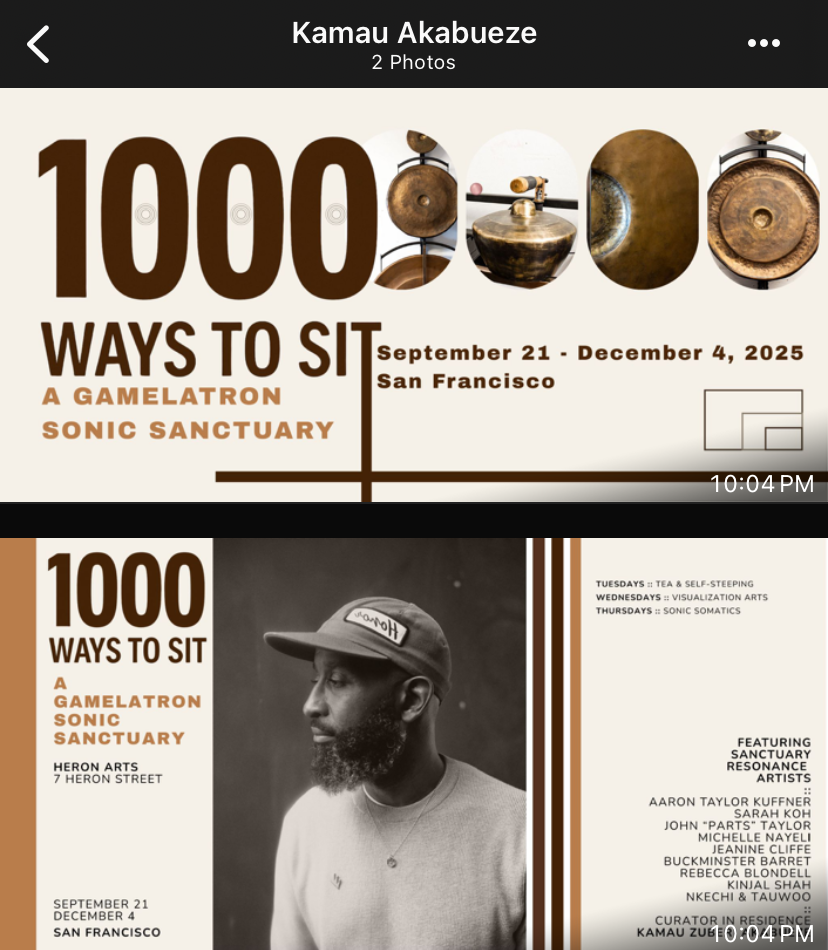 Kamau Akabueze
2 Photos
1000
WAYS TO SIT
A GAMELATRON
SONIC SANCTUARY
September 21 - December 4, 2025
San Francisco
10:04 PM
1000
WAYS TO SIT
A
GAMELATRON
SONIC
SANCTUARY
HERON ARTS
7 HERON STREET
SEPTEMBER 21
DECEMBER 4
SAN FRANCISCO
Honor
TUESDAYS :: TEA & SELF-STEEPING
WEDNESDAYS :: VISUALIZATION ARTS
THURSDAYS :: SONIC SOMATICS
FEATURING
SANCTUARY
RESONANCE
ARTISTS
::
AARON TAYLOR KUFFNER
SARAH KOH
JOHN “PARTS” TAYLOR
MICHELLE NAYELI
JEANINE CLIFFE
BUCKMINSTER BARRET
REBECCA BLONDELL
KINJAL SHAH
NKECHI & TAUWOO
::
CURATOR IN RESIDENCE
KAMAU
10:04 PM